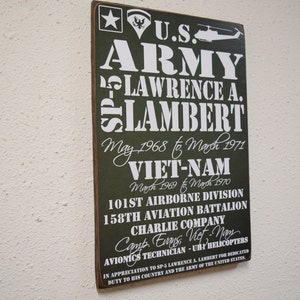 U.S.
ARMY
SP-5
LAWRENCE A.
LAMBERT
May 1968 to March 1971
VIET-NAM
March 1969 to March 1970
101ST AIRBORNE DIVISION
158TH AVIATION BATTALION
CHARLIE COMPANY
Camp Evans, Viet-Nam
AVIONICS TECHNICIAN - UH1 HELICOPTERS
IN APPRECIATION TO SP-5 LAWRENCE A. LAMBERT FOR DEDICATED
DUTY TO HIS COUNTRY AND THE ARMY OF THE UNITED STATES.